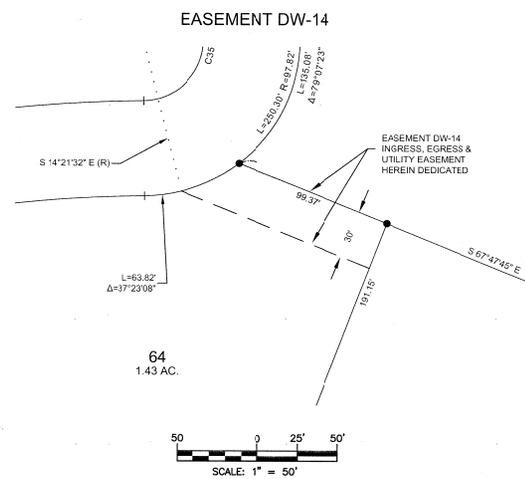 EASEMENT DW-14
C35
L=250.30' R=97.82'
L=135.08'
Δ=79°07'23"
EASEMENT DW-14
INGRESS, EGRESS &
UTILITY EASEMENT
HEREIN DEDICATED
S 14°21'32" E (R)
99.37'
30'
S 67°47'45" E
L=63.82'
Δ=37°23'08"
191.15'
64
1.43 AC.
50 0 25' 50'
SCALE: 1" = 50'